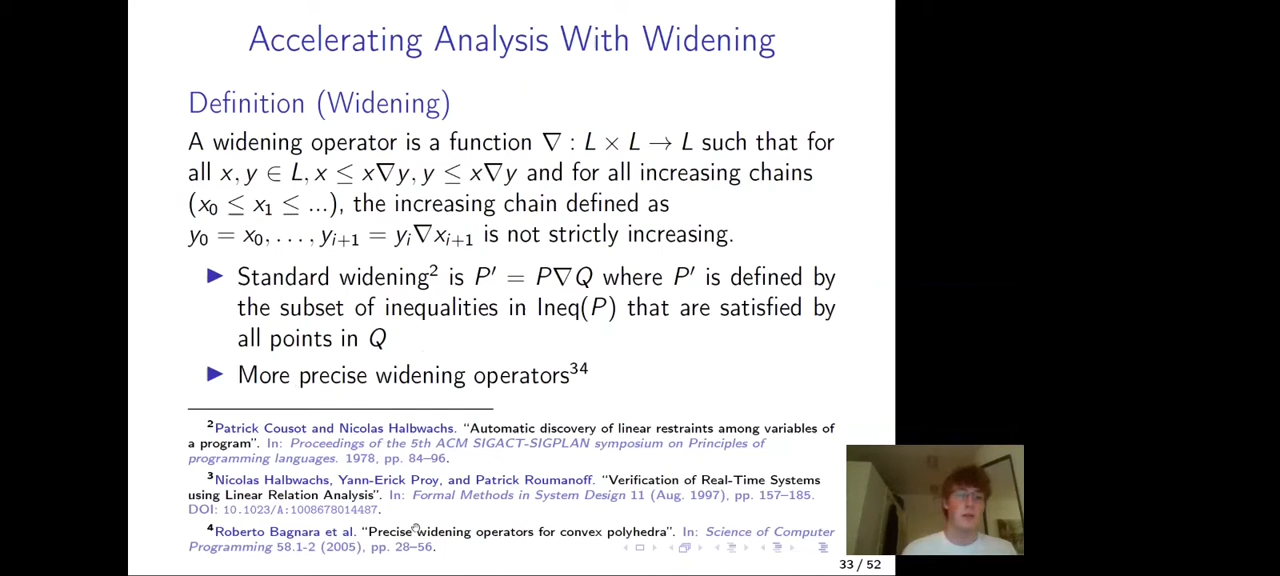 Accelerating Analysis With Widening
Definition (Widening)
A widening operator is a function ∇ : L × L → L such that for
all x, y ∈ L, x ≤ x∇y, y ≤ x∇y and for all increasing chains
(x₀ ≤ x₁ ≤ ...), the increasing chain defined as
y₀ = x₀, . . . , yᵢ₊₁ = yᵢ∇xᵢ₊₁ is not strictly increasing.
▶ Standard widening² is P′ = P∇Q where P′ is defined by
the subset of inequalities in Ineq(P) that are satisfied by
all points in Q
▶ More precise widening operators³⁴
²Patrick Cousot and Nicolas Halbwachs. “Automatic discovery of linear restraints among variables of
a program”. In: Proceedings of the 5th ACM SIGACT-SIGPLAN symposium on Principles of
programming languages. 1978, pp. 84–96.
³Nicolas Halbwachs, Yann-Erick Proy, and Patrick Roumanoff. “Verification of Real-Time Systems
using Linear Relation Analysis”. In: Formal Methods in System Design 11 (Aug. 1997), pp. 157–185.
DOI: 10.1023/A:1008678014487.
⁴Roberto Bagnara et al. “Precise widening operators for convex polyhedra”. In: Science of Computer
Programming 58.1-2 (2005), pp. 28–56.
33 / 52